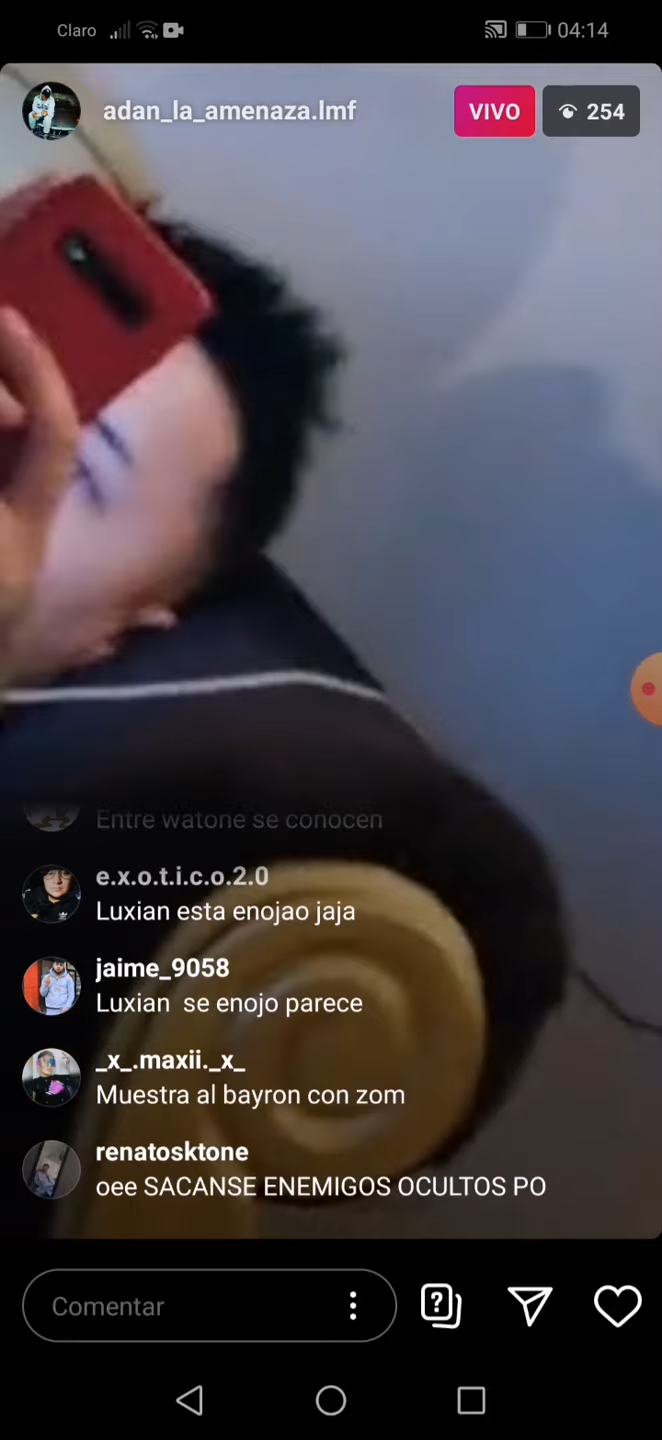 Claro
04:14
adan_la_amenaza.lmf
VIVO
254
Entre watone se conocen
e.x.o.t.i.c.o.2.0
Luxian esta enojao jaja
jaime_9058
Luxian se enojo parece
_x_.maxii._x_
Muestra al bayron con zom
renatosktone
oee SACANSE ENEMIGOS OCULTOS PO
Comentar